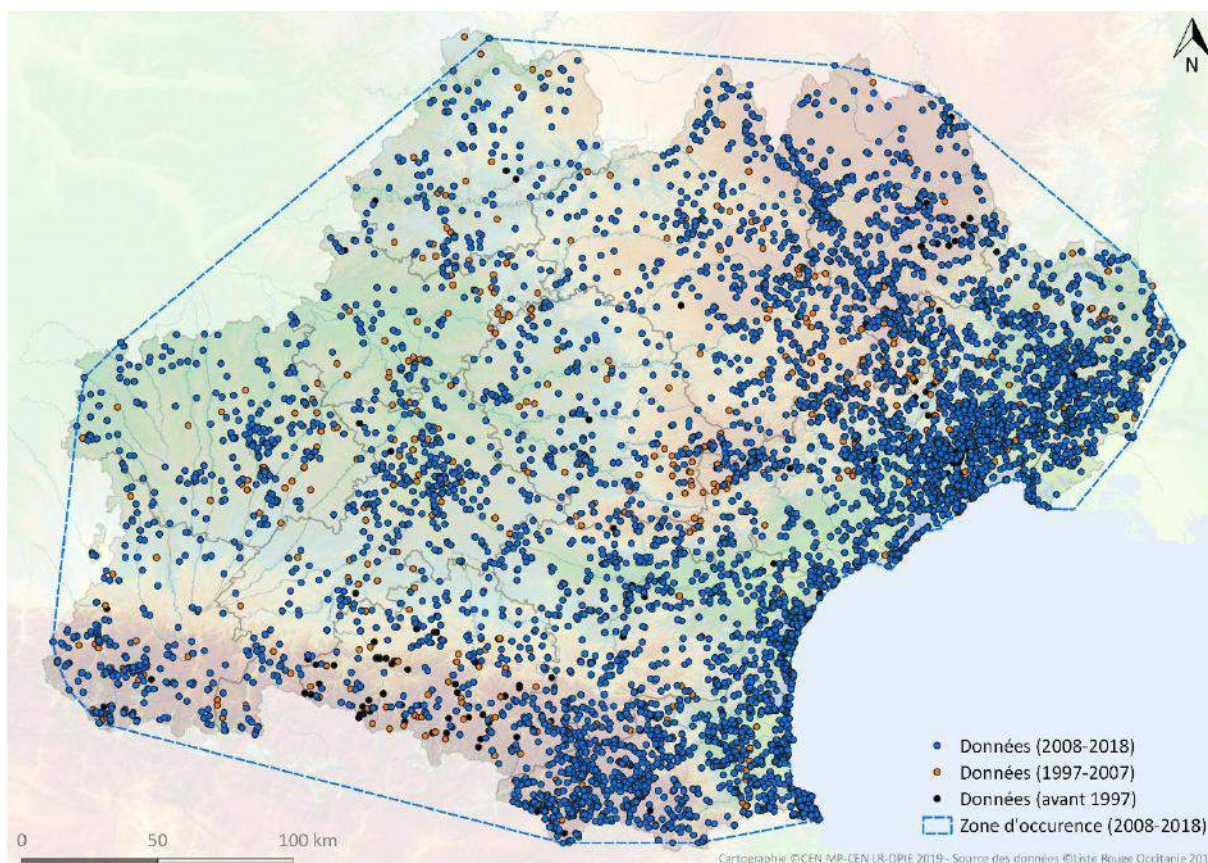 N
Données (2008-2018)
Données (1997-2007)
Données (avant 1997)
Zone d'occurence (2008-2018)
0 50 100 km
Cartographie ©CEN MP-CEN LR-OPIE 2019 - Source des données ©Liste Rouge Occitanie 201